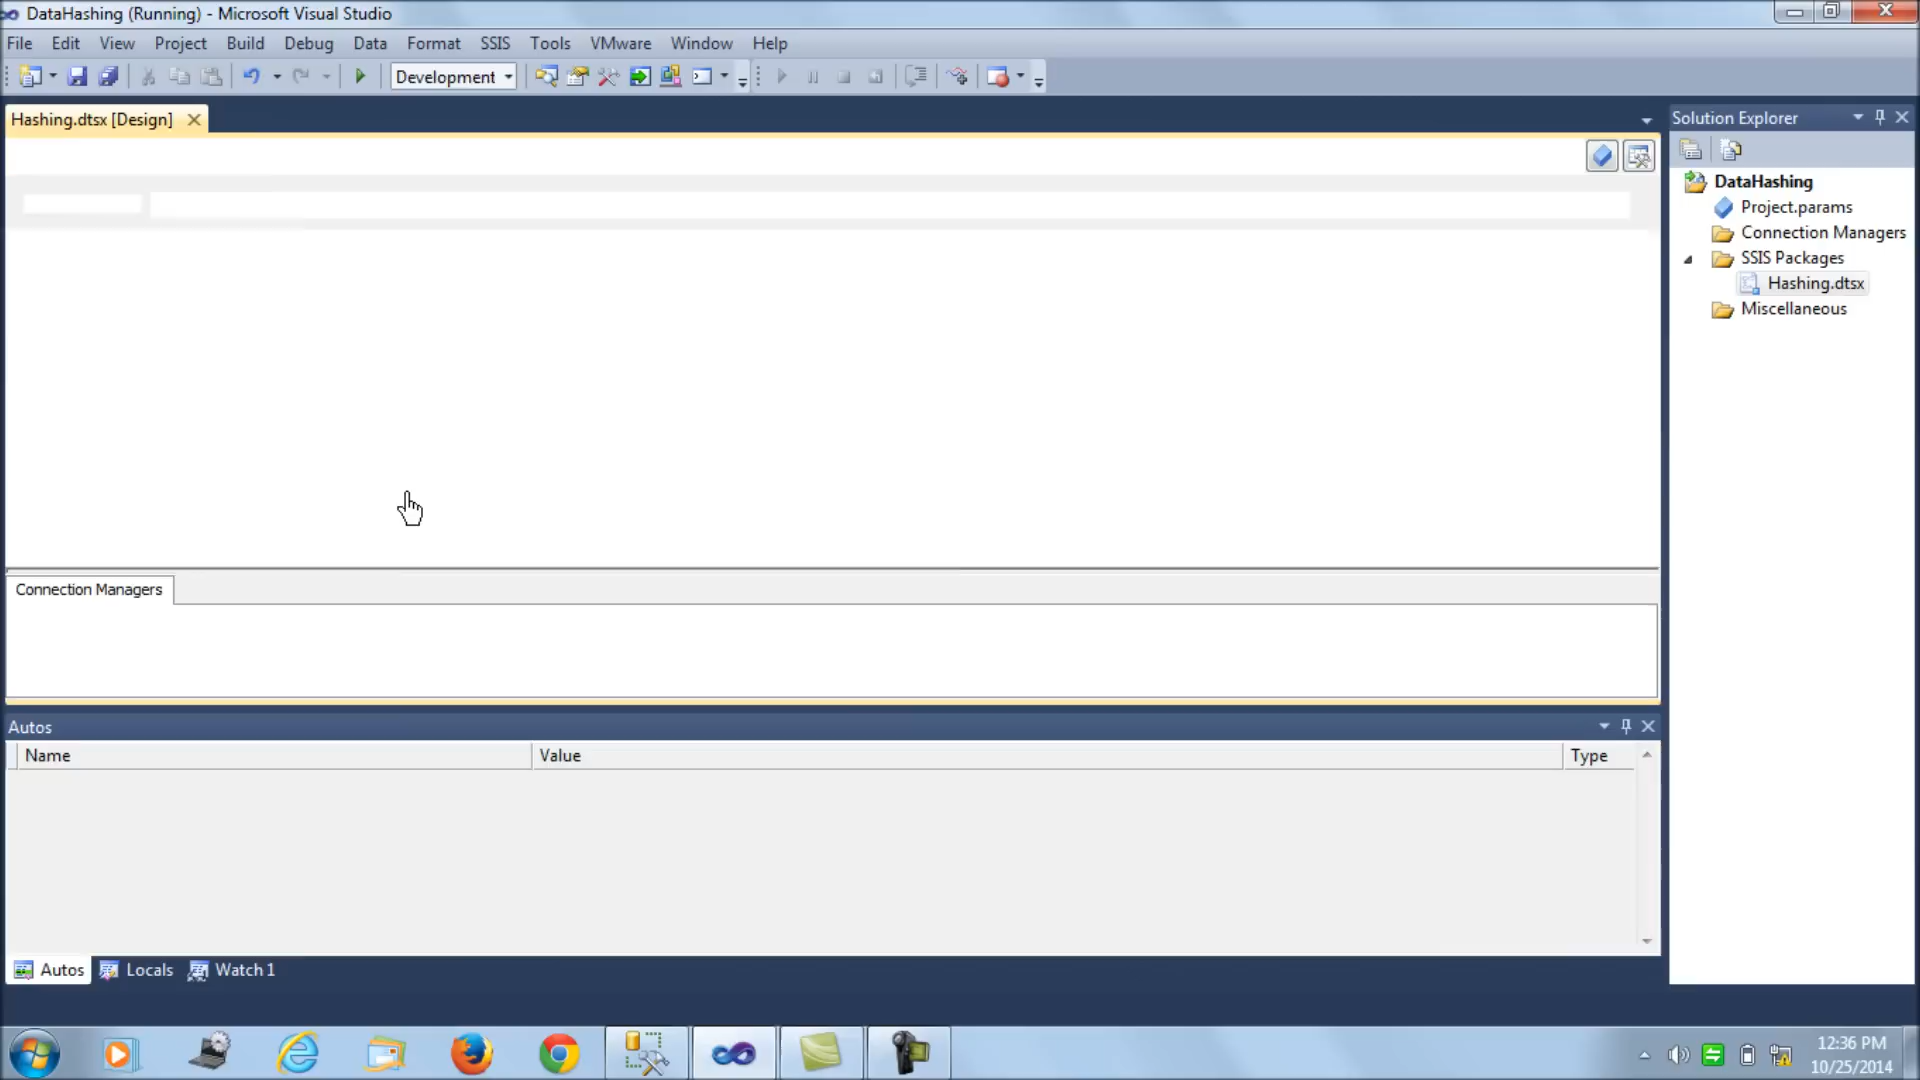 DataHashing (Running) - Microsoft Visual Studio
File Edit View Project Build Debug Data Format SSIS Tools VMware Window Help
Development
Hashing.dtsx [Design]
Solution Explorer
DataHashing
Project.params
Connection Managers
SSIS Packages
Hashing.dtsx
Miscellaneous
Connection Managers
Autos
Name Value Type
Autos Locals Watch 1
12:36 PM
10/25/2014